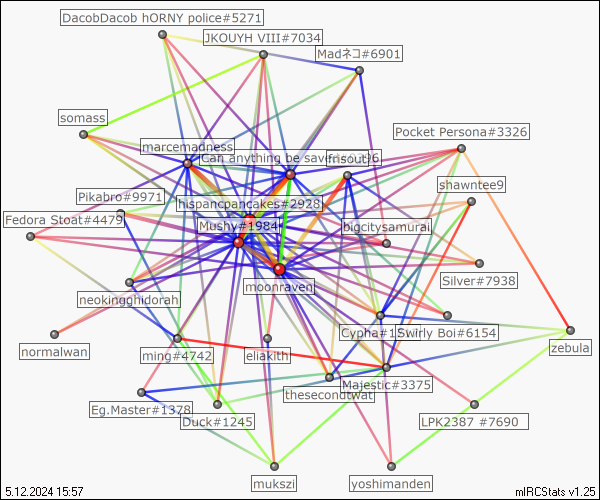 DacobDacob hORNY police#5271
JKOUYH VIII#7034
Madネコ#6901
somass
Pocket Persona#3326
marcemadness
Can anything be saved
frisout
shawntee9
Pikabro#9971
hispancpancakes#2928
Fedora Stoat#4479
Mushy#1984
bigcitysamurai
Silver#7938
moonraven
neokingghidorah
Cypha#1
Swirly Boi#6154
normalwan
ming#4742
eliakith
zebula
Majestic#3375
thesecondtwat
Eg.Master#1378
Duck#1245
LPK2387 #7690
mukszi
yoshimanden
5.12.2024 15:57
mIRCStats v1.25